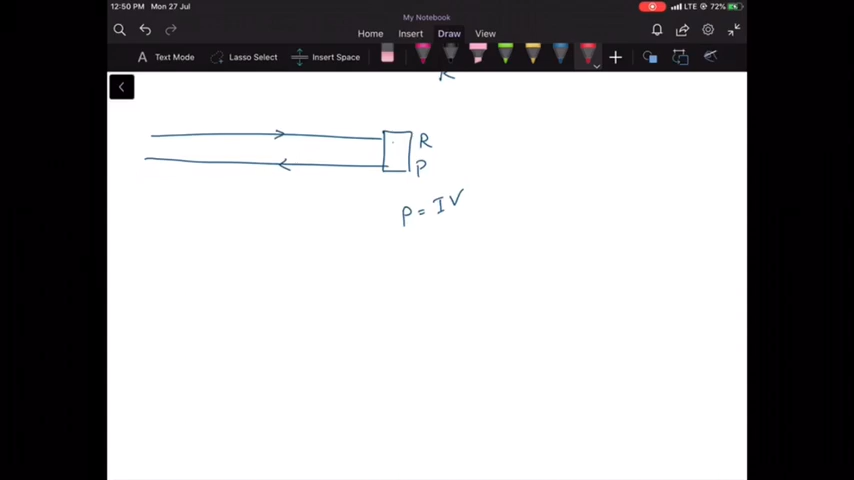 12:50 PM Mon 27 Jul
LTE 72%
My Notebook
Home Insert Draw View
Text Mode Lasso Select Insert Space
R
R
P
P = IV